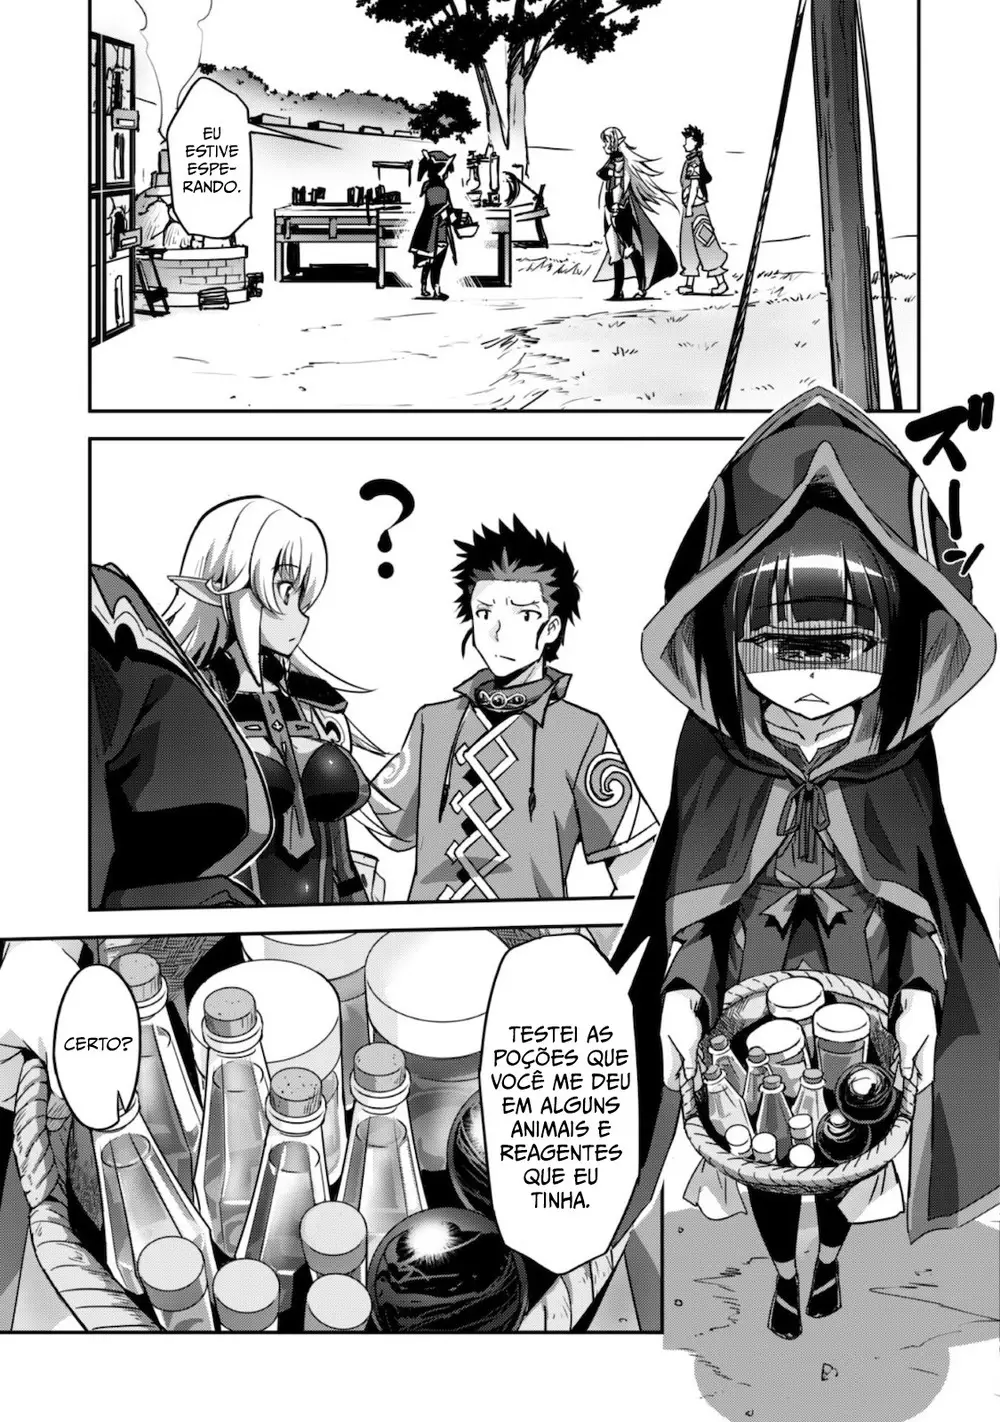 EU
ESTIVE
ESPE-
RANDO.
ズーン
?
TESTEI AS
POÇÕES QUE
VOCÊ ME DEU
EM ALGUNS
ANIMAIS E
REAGENTES
QUE EU
TINHA.
CERTO?